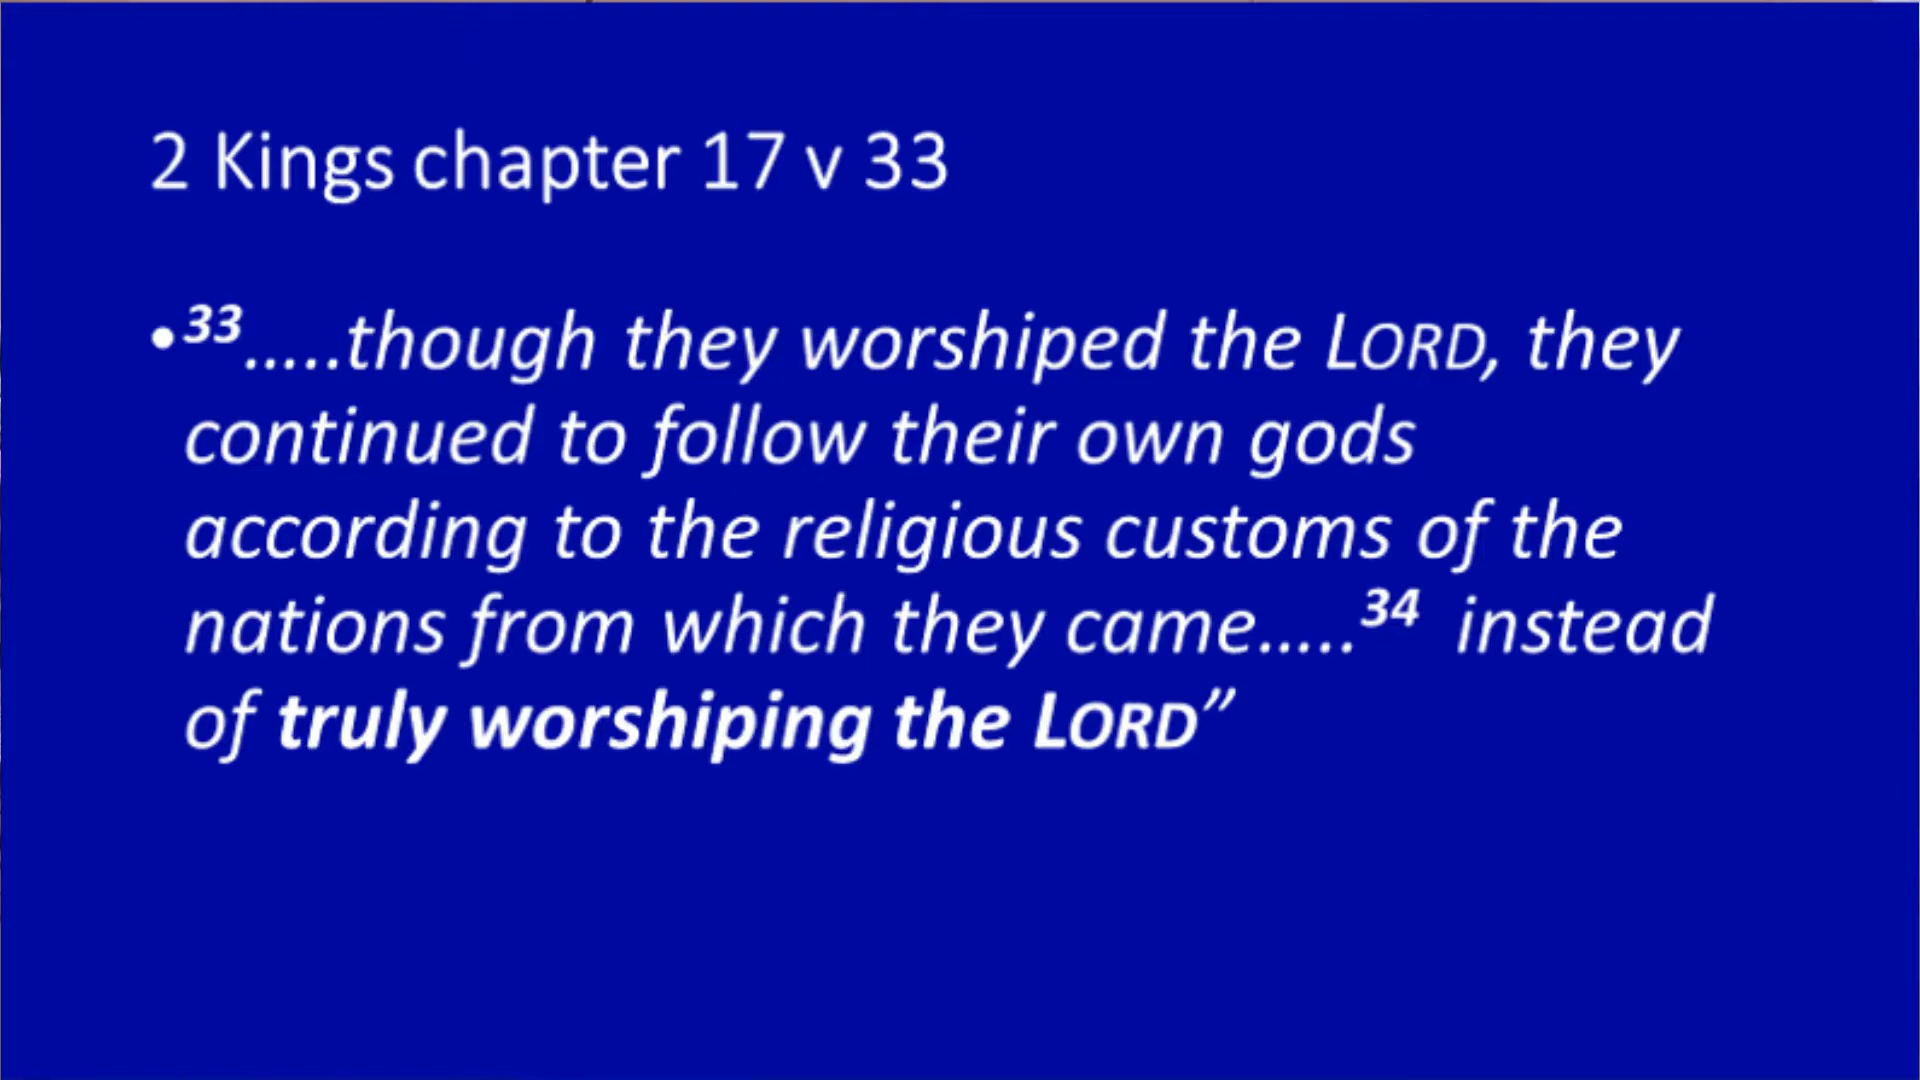 2 Kings chapter 17 v 33
•33.....though they worshiped the LORD, they
continued to follow their own gods
according to the religious customs of the
nations from which they came.....34 instead
of truly worshiping the LORD”